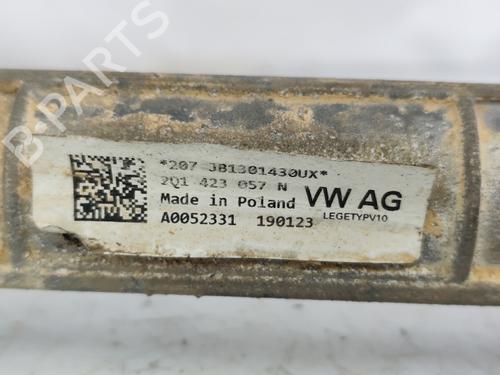 B-PARTS
*207 JB1301430UX*
2Q1 423 057 N
Made in Poland
A0052331 190123
VW AG
LEGETYPV10